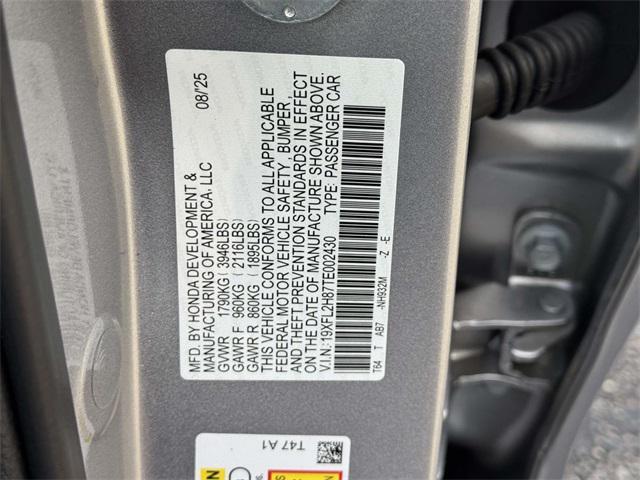 MFD. BY HONDA DEVELOPMENT & 08/'25
MANUFACTURING OF AMERICA, LLC
GVWR 1790KG ( 3946LBS)
GAWR F 960KG ( 2116LBS)
GAWR R 860KG ( 1895LBS)
THIS VEHICLE CONFORMS TO ALL APPLICABLE
FEDERAL MOTOR VEHICLE SAFETY , BUMPER ,
AND THEFT PREVENTION STANDARDS IN EFFECT
ON THE DATE OF MANUFACTURE SHOWN ABOVE.
V.I.N.:19XFL2H87TE002430 TYPE: PASSENGER CAR
T64 T AB7 -NH932M -Z -E
T47 A1